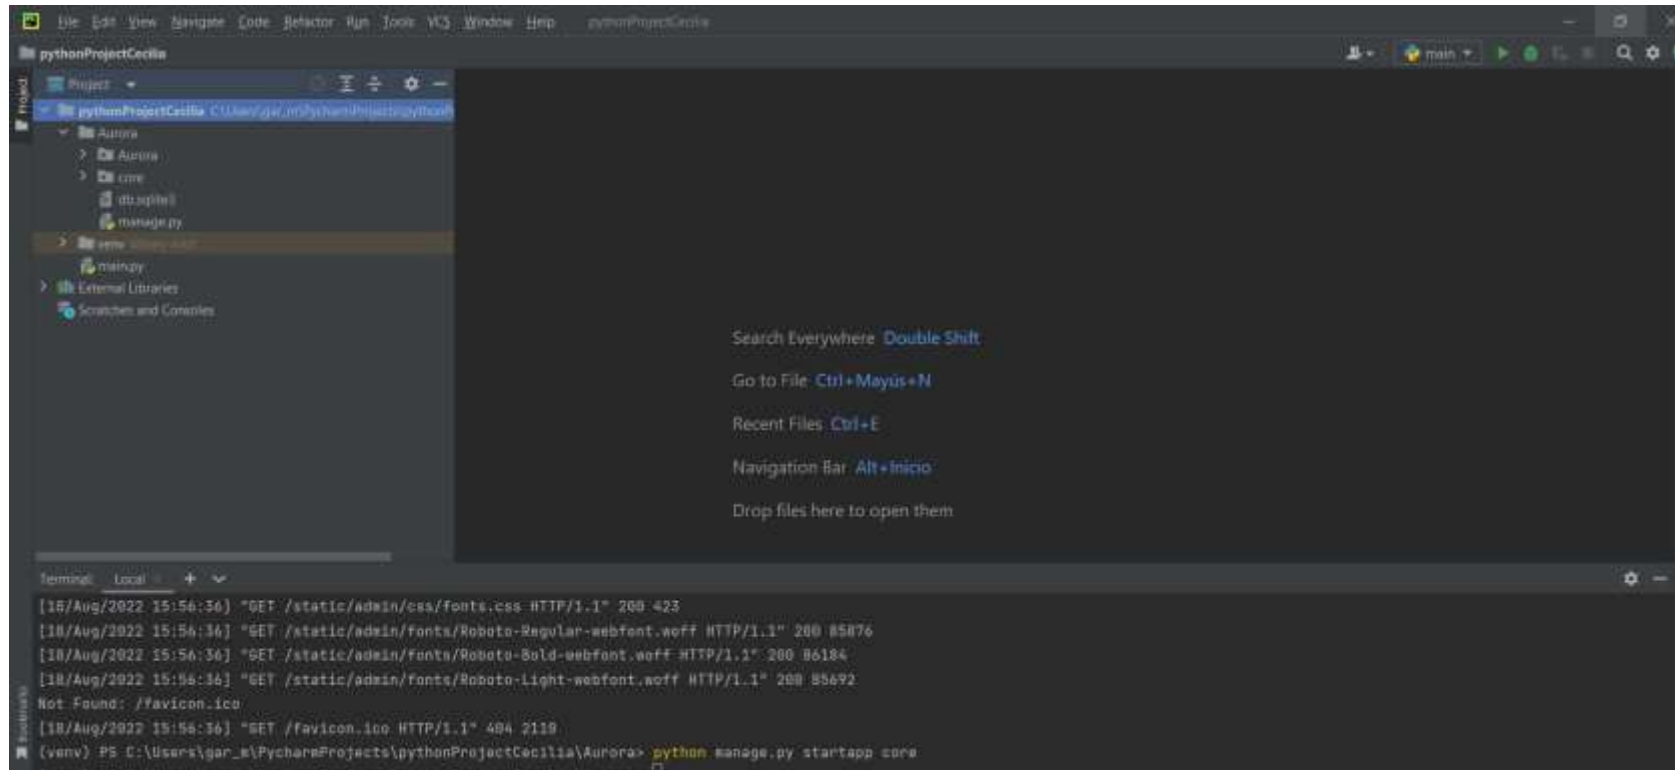 File Edit View Navigate Code Refactor Run Tools VCS Window Help pythonProjectCecilia
pythonProjectCecilia
main
Project
Project
pythonProjectCecilia
Aurora
Aurora
core
db.sqlite3
manage.py
venv library root
main.py
External Libraries
Scratches and Consoles
Search Everywhere Double Shift
Go to File Ctrl+Mayús+N
Recent Files Ctrl+E
Navigation Bar Alt+Inicio
Drop files here to open them
Terminal: Local
[18/Aug/2022 15:56:36] "GET /static/admin/css/fonts.css HTTP/1.1" 200 423
[18/Aug/2022 15:56:36] "GET /static/admin/fonts/Roboto-Regular-webfont.woff HTTP/1.1" 200 85876
[18/Aug/2022 15:56:36] "GET /static/admin/fonts/Roboto-Bold-webfont.woff HTTP/1.1" 200 86184
[18/Aug/2022 15:56:36] "GET /static/admin/fonts/Roboto-Light-webfont.woff HTTP/1.1" 200 85692
Not Found: /favicon.ico
[18/Aug/2022 15:56:36] "GET /favicon.ico HTTP/1.1" 404 2110
(venv) PS C:\Users\gar_m\PycharmProjects\pythonProjectCecilia\Aurora> python manage.py startapp core
Bookmarks